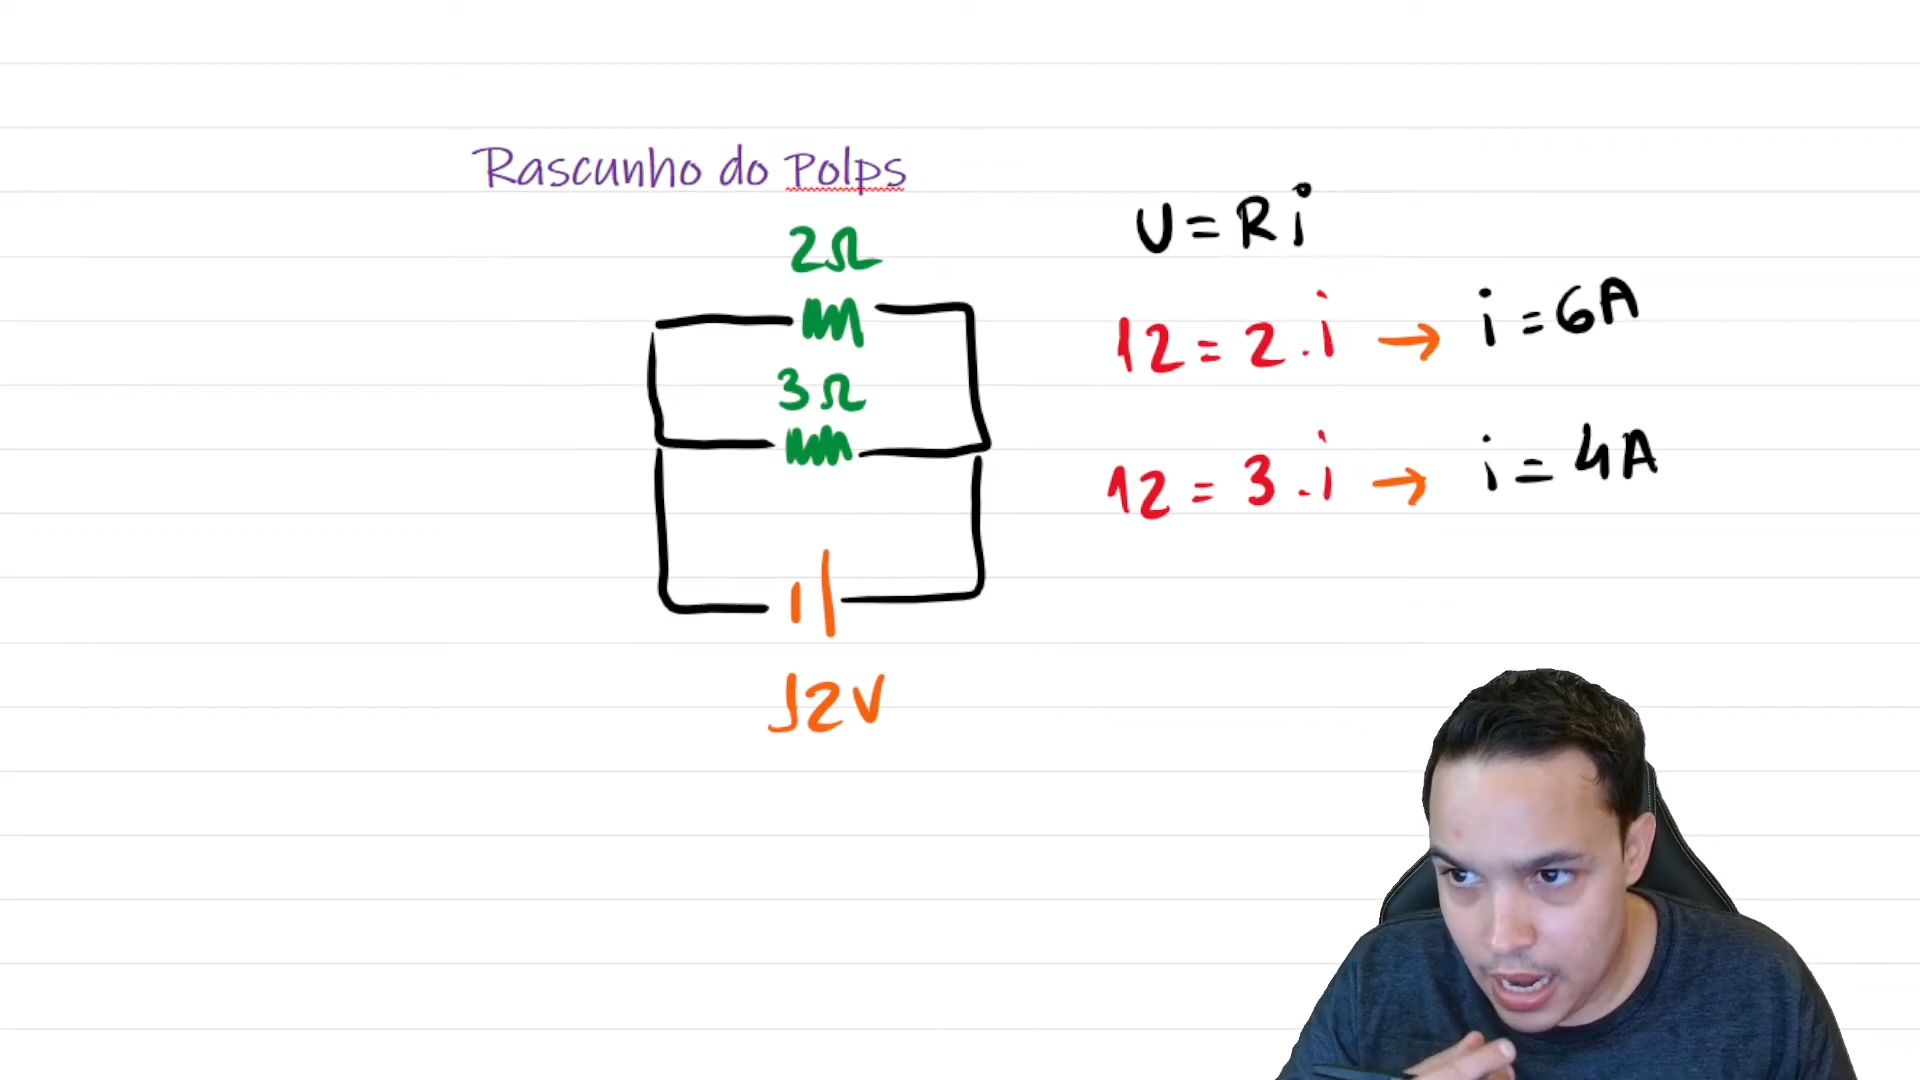 Rascunho do Polps
2Ω
3Ω
12V
U = Ri
12 = 2.i → i = 6A
12 = 3.i → i = 4A